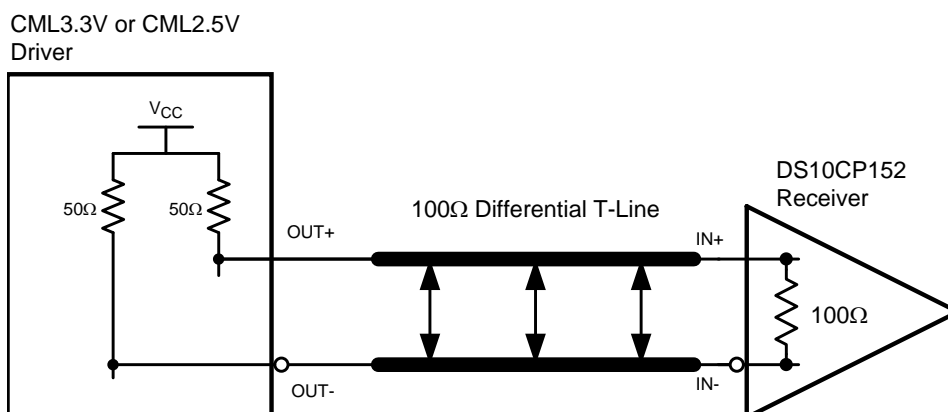 CML3.3V or CML2.5V
Driver
VCC
50Ω
50Ω
OUT+
100Ω Differential T-Line
IN+
DS10CP152
Receiver
100Ω
OUT-
IN-